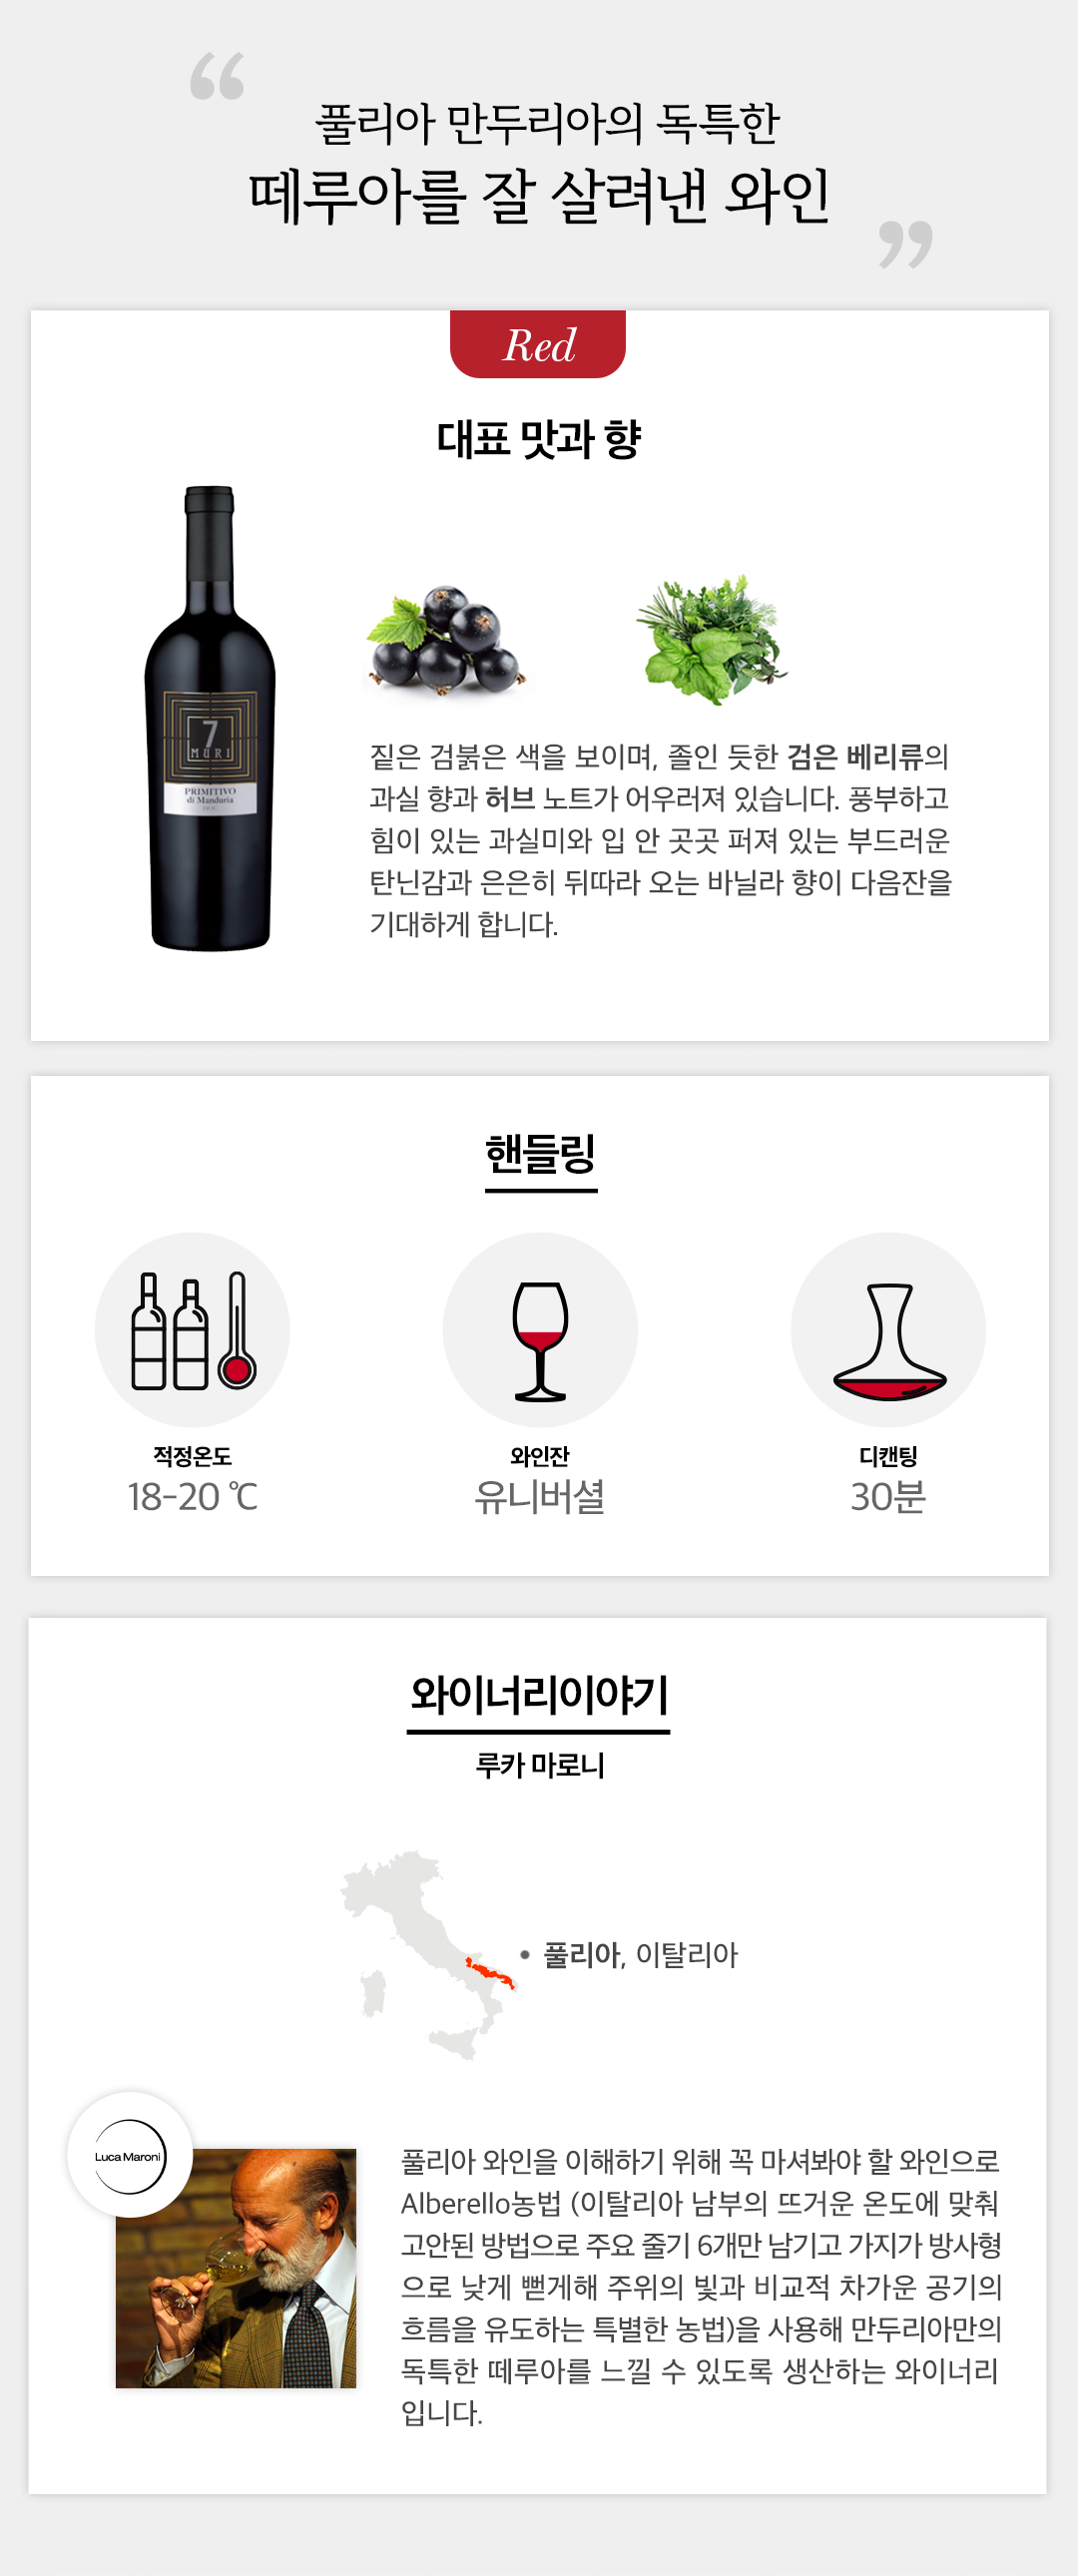 “
풀리아 만두리아의 독특한
떼루아를 잘 살려낸 와인
”
Red
대표 맛과 향
7
MURI
PRIMITIVO
di Manduria
DOC
짙은 검붉은 색을 보이며, 졸인 듯한 검은 베리류의
과실 향과 허브 노트가 어우러져 있습니다. 풍부하고
힘이 있는 과실미와 입 안 곳곳 퍼져 있는 부드러운
탄닌감과 은은히 뒤따라 오는 바닐라 향이 다음잔을
기대하게 합니다.
핸들링
적정온도
18-20 ℃
와인잔
유니버셜
디캔팅
30분
와이너리이야기
루카 마로니
• 풀리아, 이탈리아
Luca Maroni
풀리아 와인을 이해하기 위해 꼭 마셔봐야 할 와인으로
Alberello농법 (이탈리아 남부의 뜨거운 온도에 맞춰
고안된 방법으로 주요 줄기 6개만 남기고 가지가 방사형
으로 낮게 뻗게해 주위의 빛과 비교적 차가운 공기의
흐름을 유도하는 특별한 농법)을 사용해 만두리아만의
독특한 떼루아를 느낄 수 있도록 생산하는 와이너리
입니다.